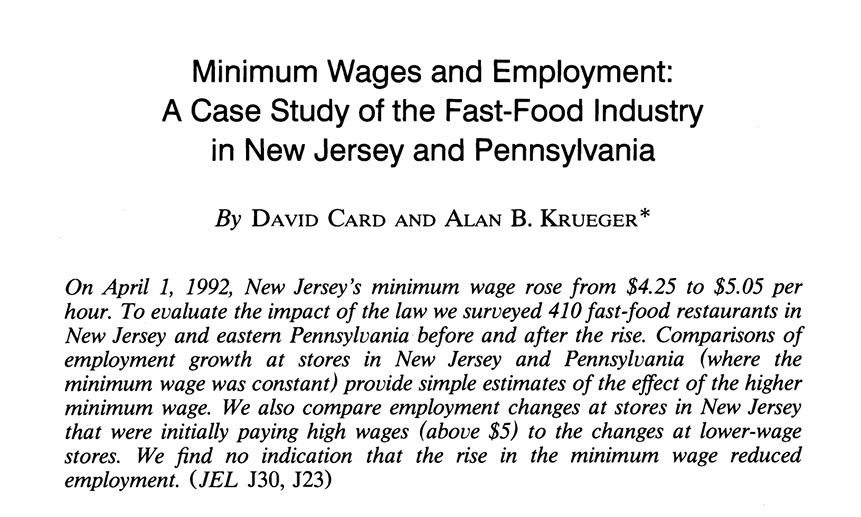 Minimum Wages and Employment:
A Case Study of the Fast-Food Industry
in New Jersey and Pennsylvania
By DAVID CARD AND ALAN B. KRUEGER*
On April 1, 1992, New Jersey's minimum wage rose from $4.25 to $5.05 per
hour. To evaluate the impact of the law we surveyed 410 fast-food restaurants in
New Jersey and eastern Pennsylvania before and after the rise. Comparisons of
employment growth at stores in New Jersey and Pennsylvania (where the
minimum wage was constant) provide simple estimates of the effect of the higher
minimum wage. We also compare employment changes at stores in New Jersey
that were initially paying high wages (above $5) to the changes at lower-wage
stores. We find no indication that the rise in the minimum wage reduced
employment. (JEL J30, J23)